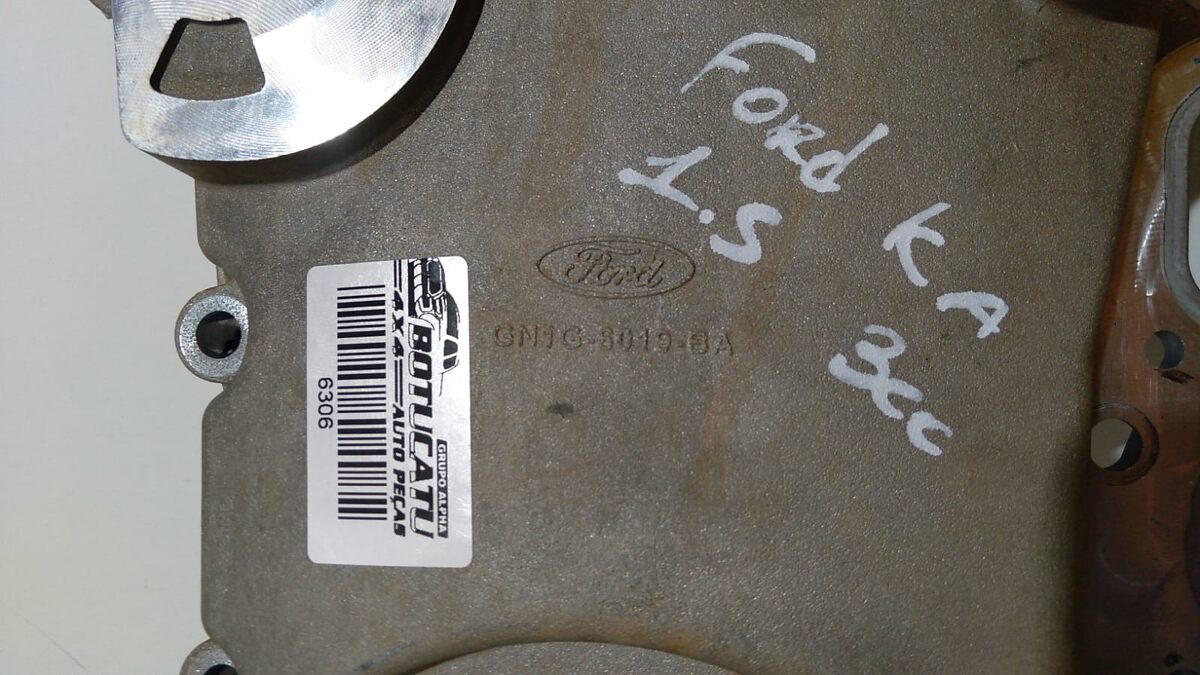 Ford KA
1.5
3cc
Ford
GN1G-6019-BA
GRUPO ALPHA
BOTUCATU
4X4 AUTO PEÇAS
6306